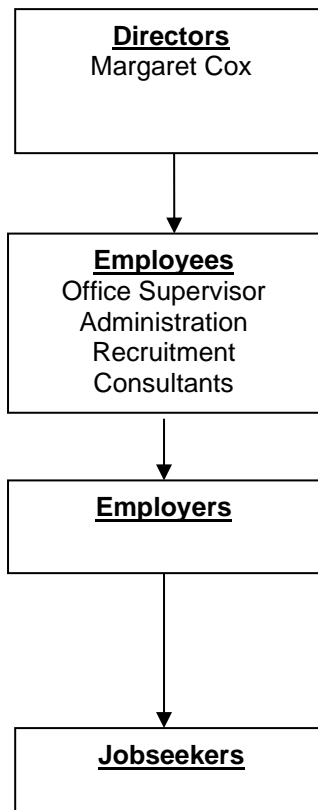 Directors
Margaret Cox
Employees
Office Supervisor
Administration
Recruitment
Consultants
Employers
Jobseekers